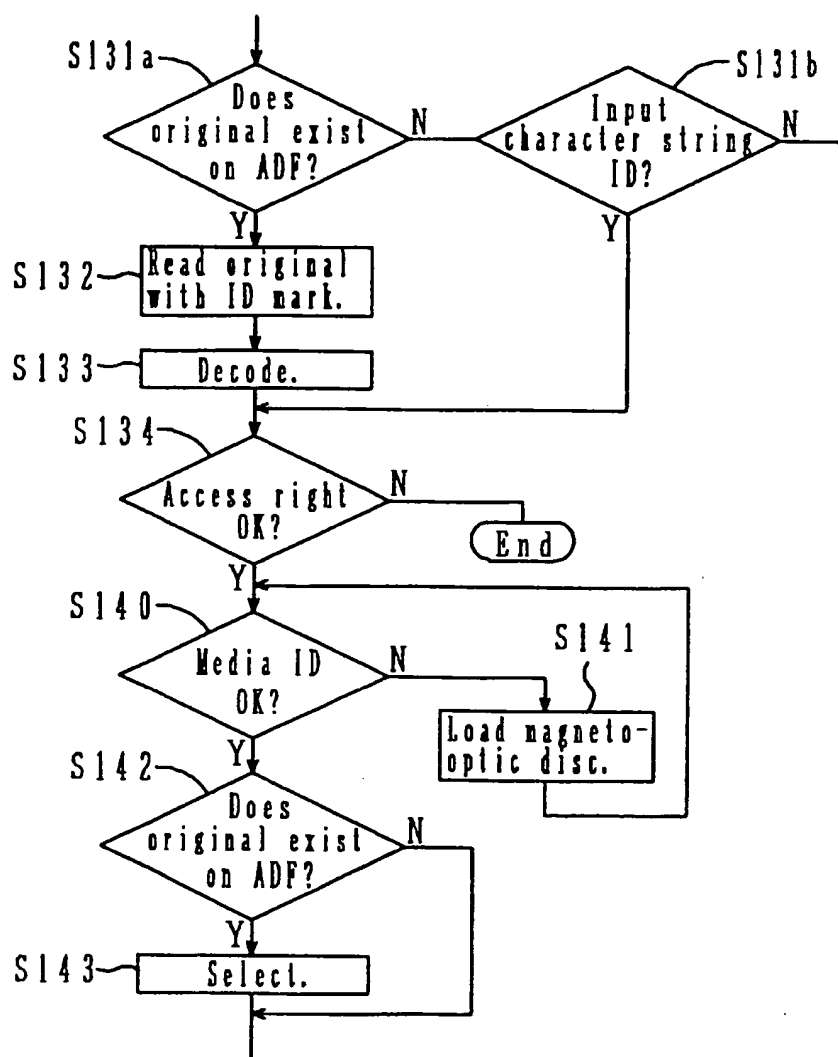 S131a
Does
original exist
on ADF?
N
Y
S131b
Input
character string
ID?
N
Y
S132
Read original
with ID mark.
S133
Decode.
S134
Access right
OK?
N
End
Y
S140
Media ID
OK?
N
Y
S141
Load magneto-
optic disc.
S142
Does
original exist
on ADF?
N
Y
S143
Select.